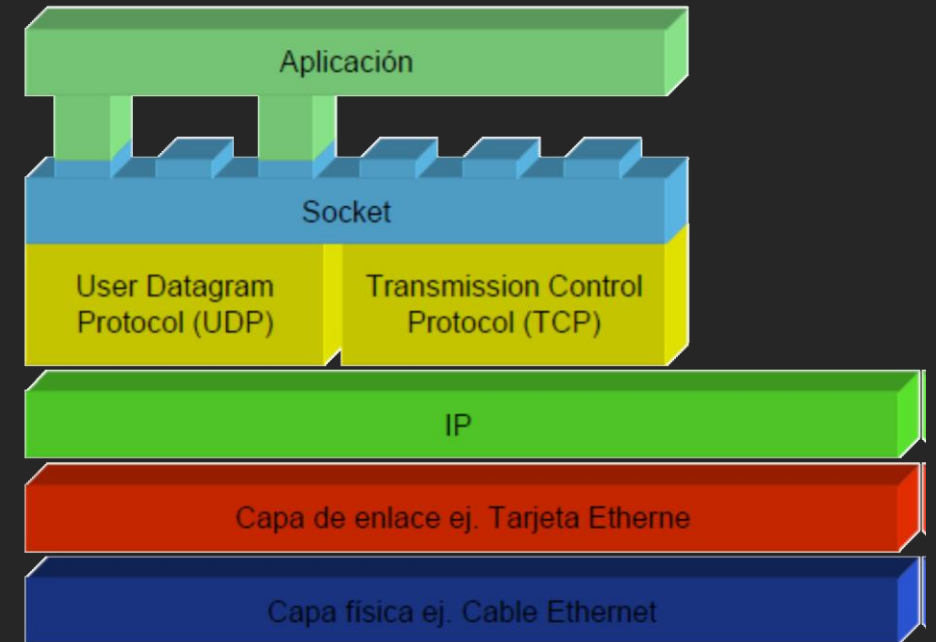 Aplicación
Socket
User Datagram
Protocol (UDP)
Transmission Control
Protocol (TCP)
IP
Capa de enlace ej. Tarjeta Etherne
Capa física ej. Cable Ethernet